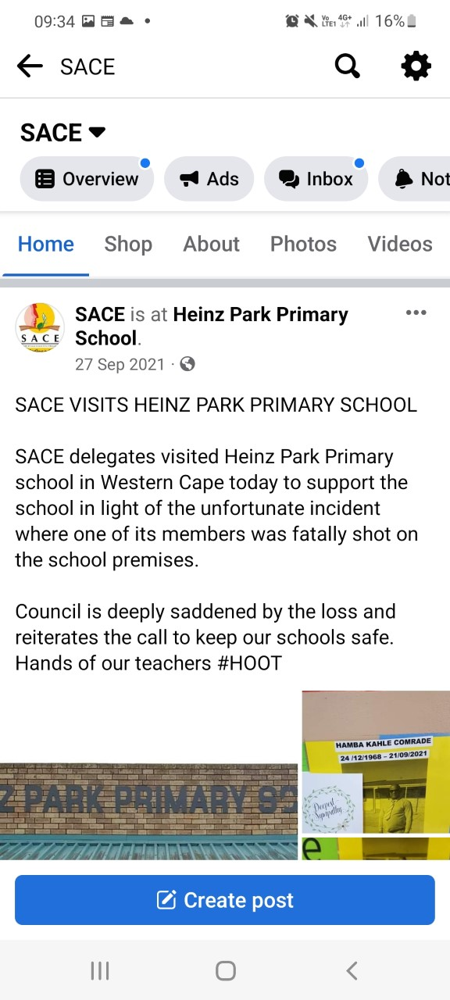 09:34
Vo LTE1 4G+ 16%
SACE
SACE
Overview Ads Inbox Not
Home Shop About Photos Videos
SACE
SACE is at Heinz Park Primary
School.
27 Sep 2021 ·
SACE VISITS HEINZ PARK PRIMARY SCHOOL
SACE delegates visited Heinz Park Primary
school in Western Cape today to support the
school in light of the unfortunate incident
where one of its members was fatally shot on
the school premises.
Council is deeply saddened by the loss and
reiterates the call to keep our schools safe.
Hands of our teachers #HOOT
Z PARK PRIMARY SC
HAMBA KAHLE COMRADE
24 /12/1968 – 21/09/2021
Deepest
Sympathy
e
Create post